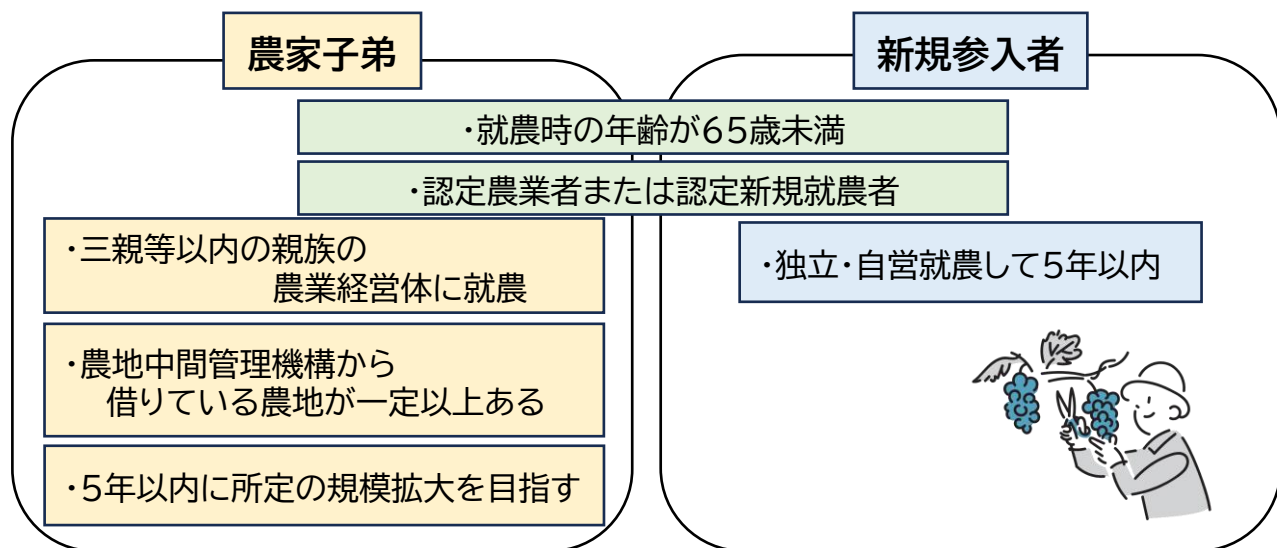 農家子弟
新規参入者
・就農時の年齢が65歳未満
・認定農業者または認定新規就農者
・三親等以内の親族の
農業経営体に就農
・農地中間管理機構から
借りている農地が一定以上ある
・5年以内に所定の規模拡大を目指す
・独立・自営就農して5年以内